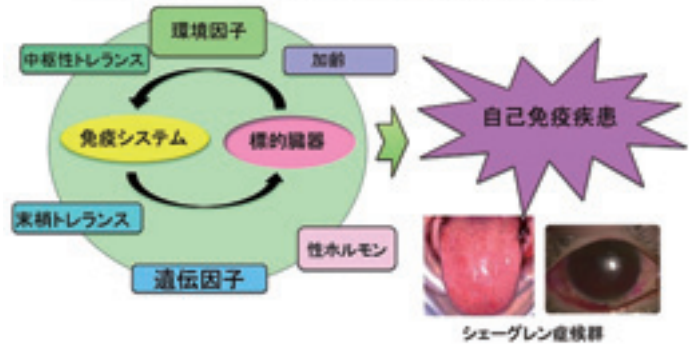 環境因子
中枢性トレランス
加齢
免疫システム
標的臓器
自己免疫疾患
末梢トレランス
性ホルモン
遺伝因子
シェーグレン症候群